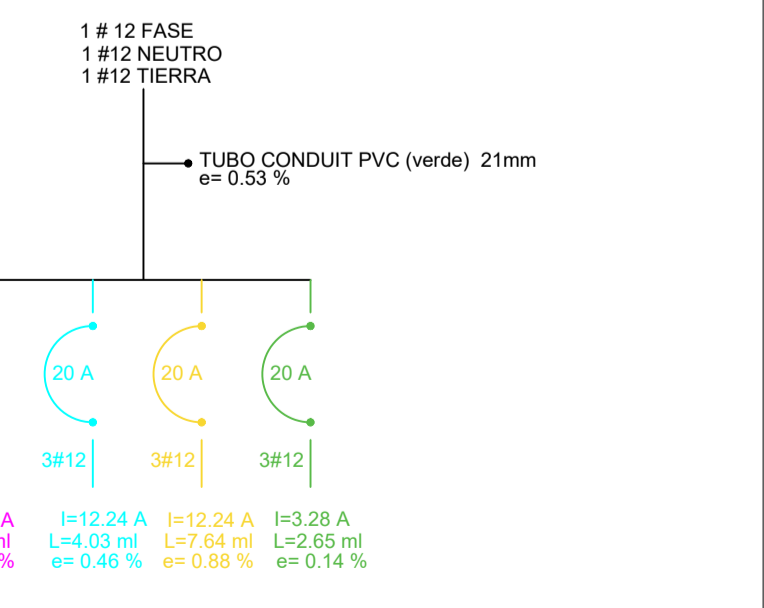 1 # 12 FASE
1 #12 NEUTRO
1 #12 TIERRA
TUBO CONDUIT PVC (verde) 21mm
e= 0.53 %
20 A
20 A
20 A
3#12
3#12
3#12
A
ml
%
I=12.24 A
L=4.03 ml
e= 0.46 %
I=12.24 A
L=7.64 ml
e= 0.88 %
I=3.28 A
L=2.65 ml
e= 0.14 %